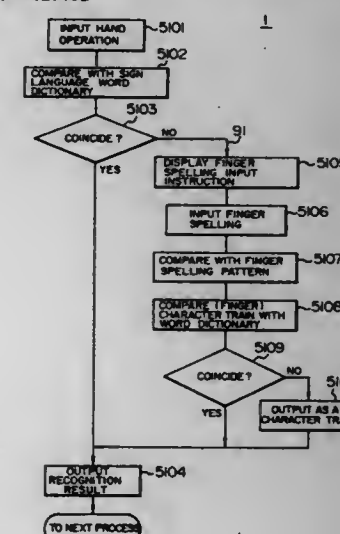 1
INPUT HAND
OPERATION
5101
5102
COMPARE WITH SIGN
LANGUAGE WORD
DICTIONARY
5103
COINCIDE ?
NO
YES
91
DISPLAY FINGER
SPELLING INPUT
INSTRUCTION
5105
INPUT FINGER
SPELLING
5106
COMPARE WITH FINGER
SPELLING PATTERN
5107
COMPARE (FINGER)
CHARACTER TRAIN WITH
WORD DICTIONARY
5108
5109
COINCIDE ?
NO
YES
OUTPUT AS A
CHARACTER
OUTPUT
RECOGNITION
RESULT
5104
TO NEXT PROCESS